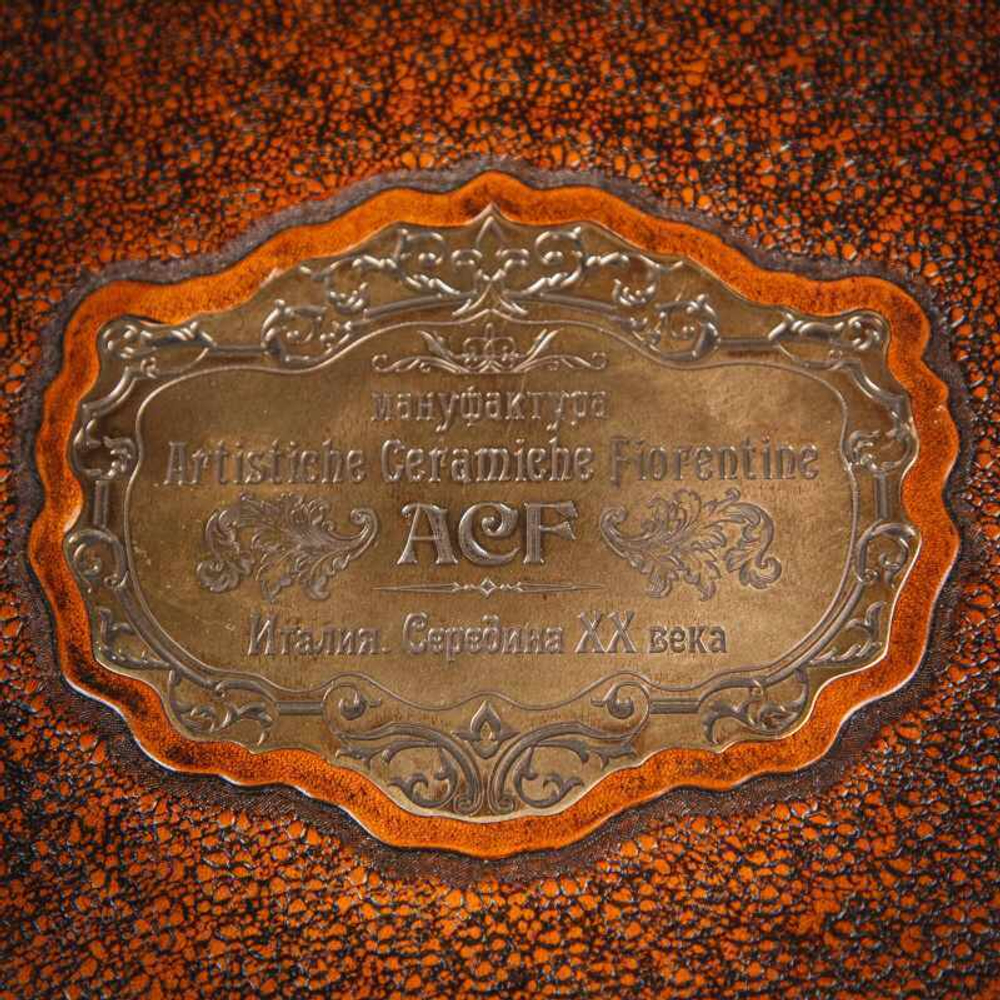 мануфактура
Artistiche Ceramiche Fiorentine
ACF
Италия. Середина XX века